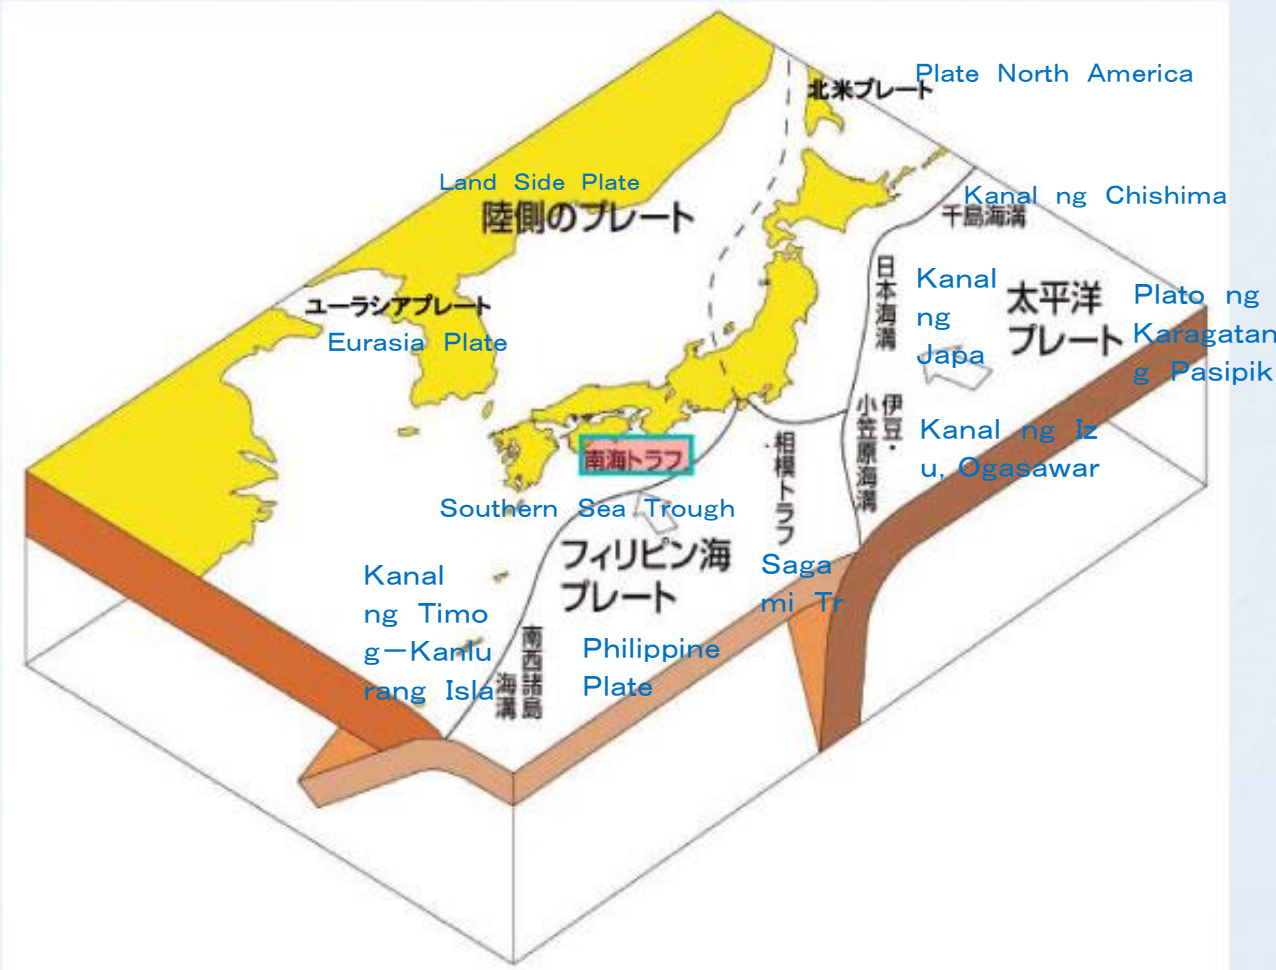 Plate North America
北米プレート
Land Side Plate
陸側のプレート
Kanal ng Chishima
千島海溝
日本海溝
Kanal
ng
Japa
太平洋
プレート
Plato ng
Karagatan
g Pasipik
ユーラシアプレート
Eurasia Plate
伊豆・
小笠原海溝
Kanal ng Iz
u, Ogasawar
相模トラフ
南海トラフ
Southern Sea Trough
フィリピン海
プレート
Saga
mi Tr
Kanal
ng Timo
g－Kanlu
rang Isla
南西諸島
海溝
Philippine
Plate